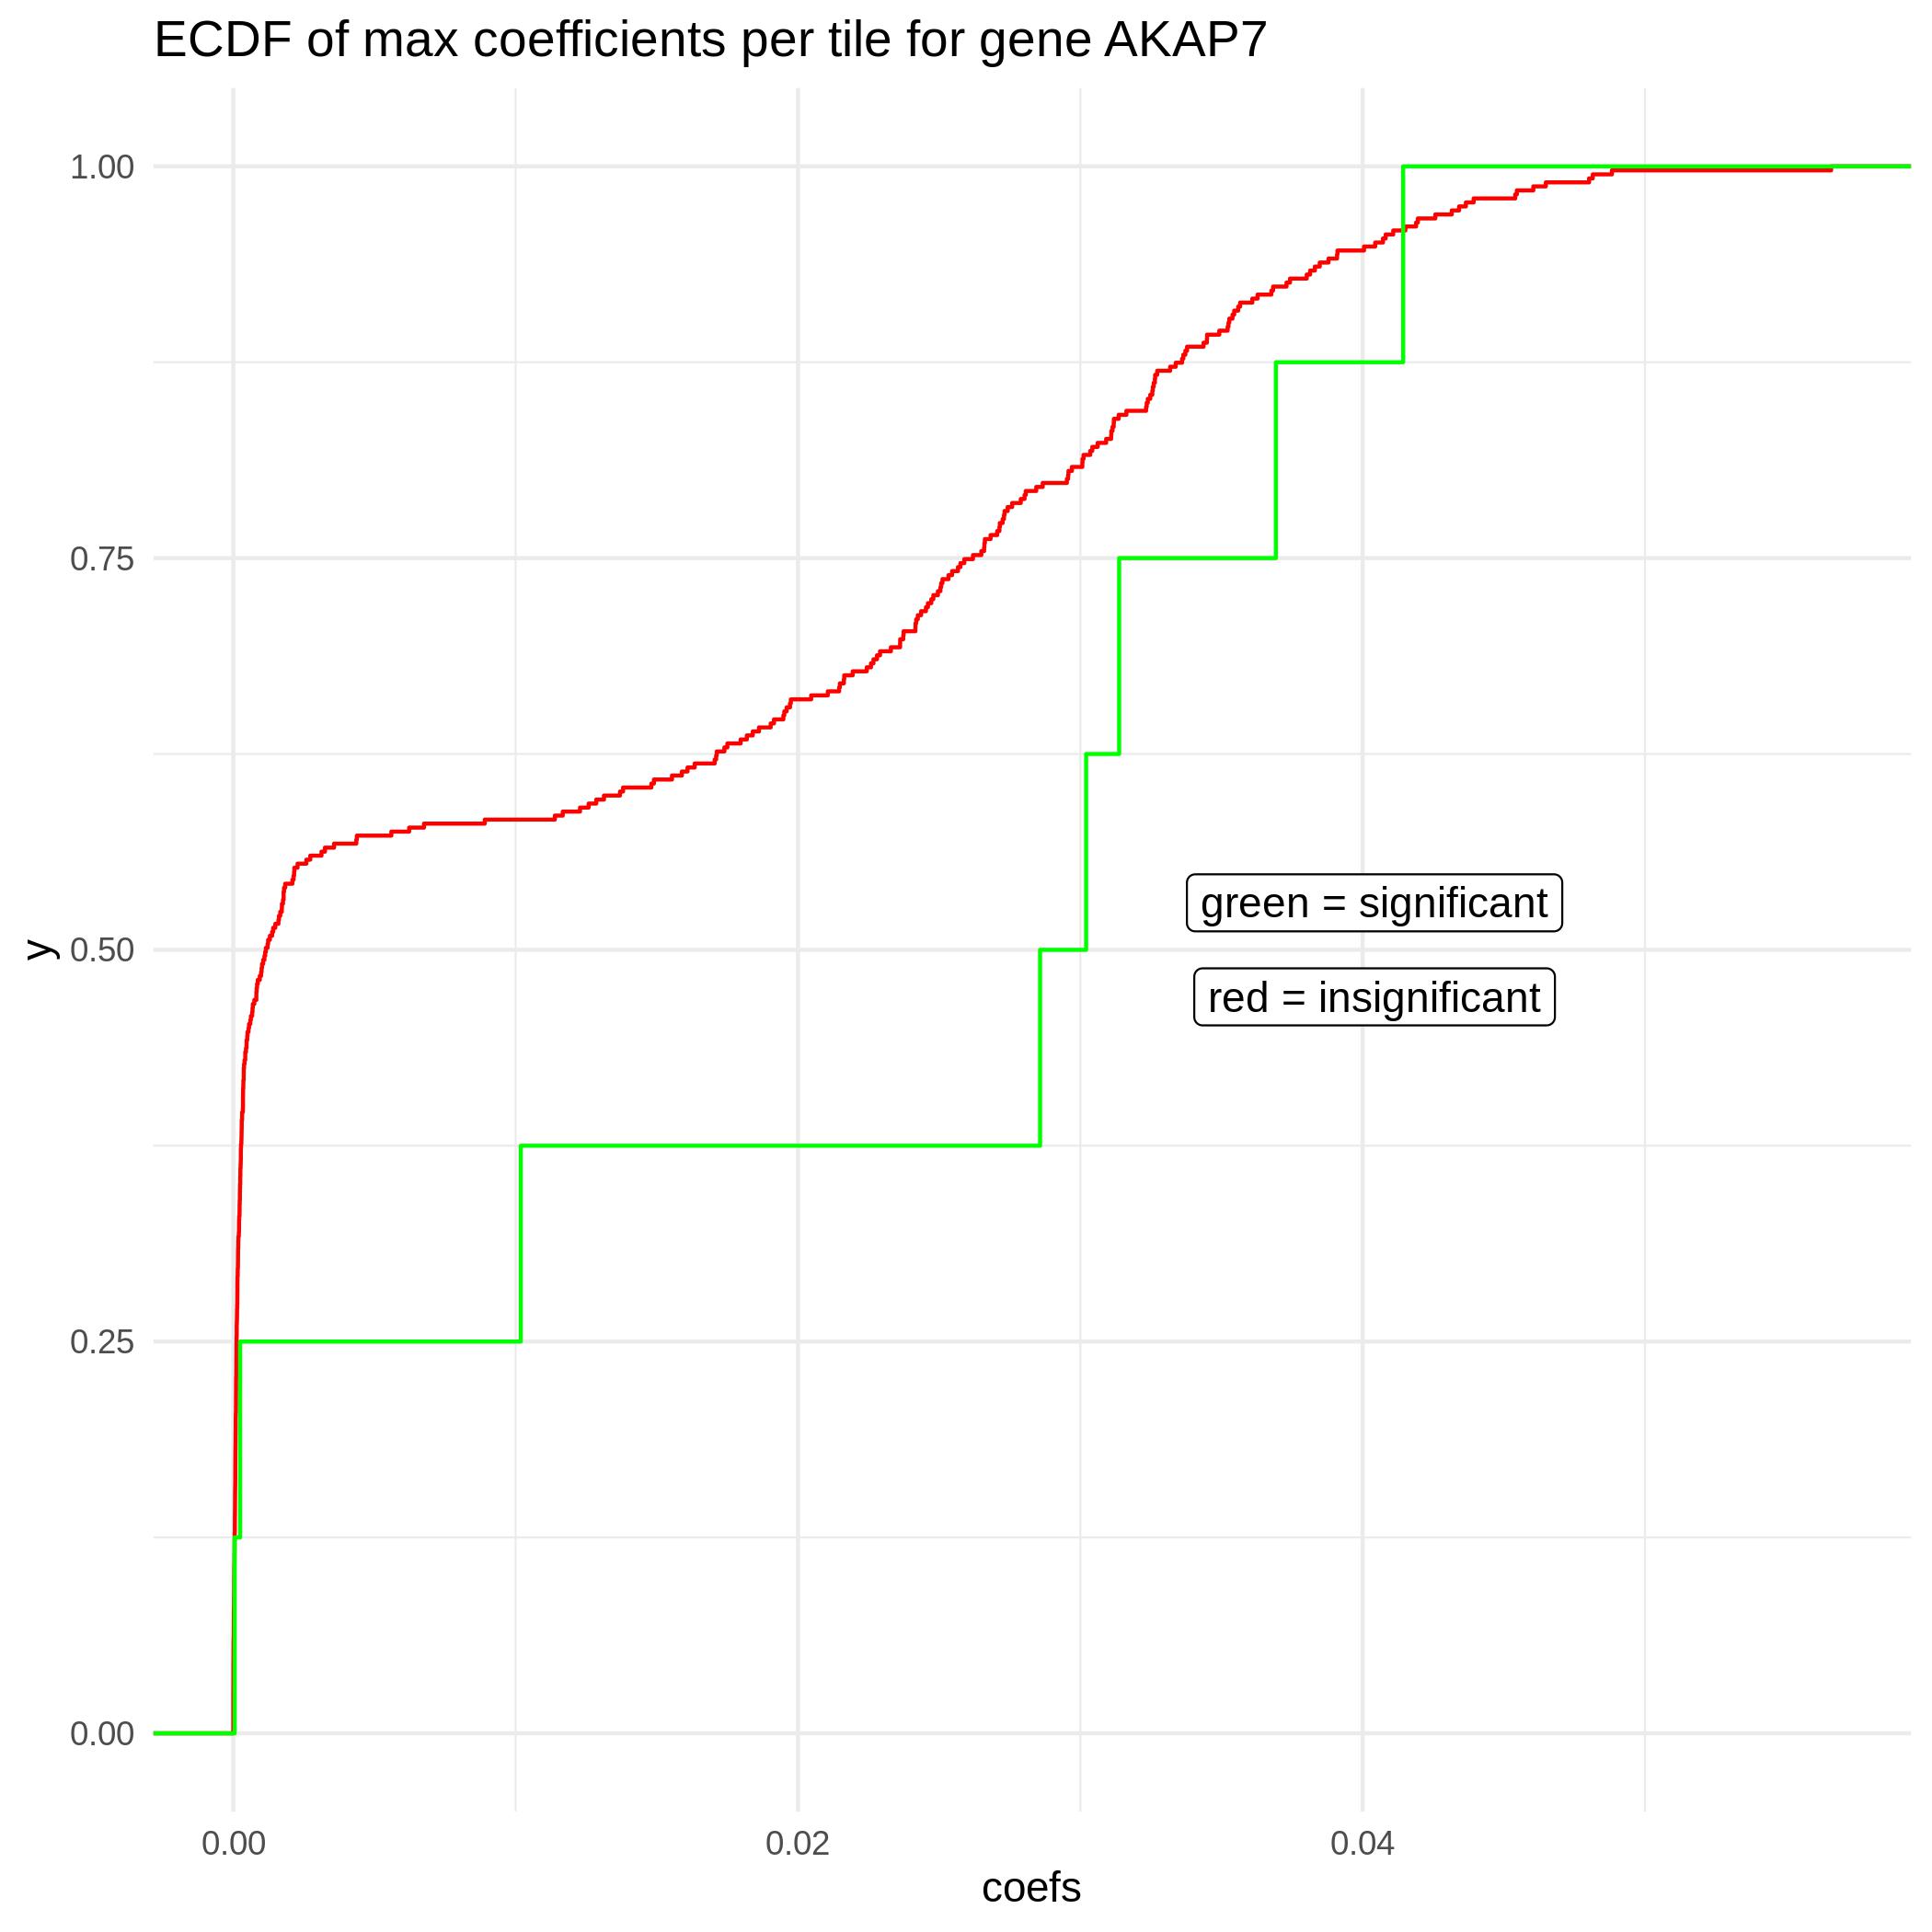 ECDF of max coefficients per tile for gene AKAP7
1.00
0.75
0.50
0.25
0.00
y
green = significant
red = insignificant
0.00
0.02
0.04
coefs